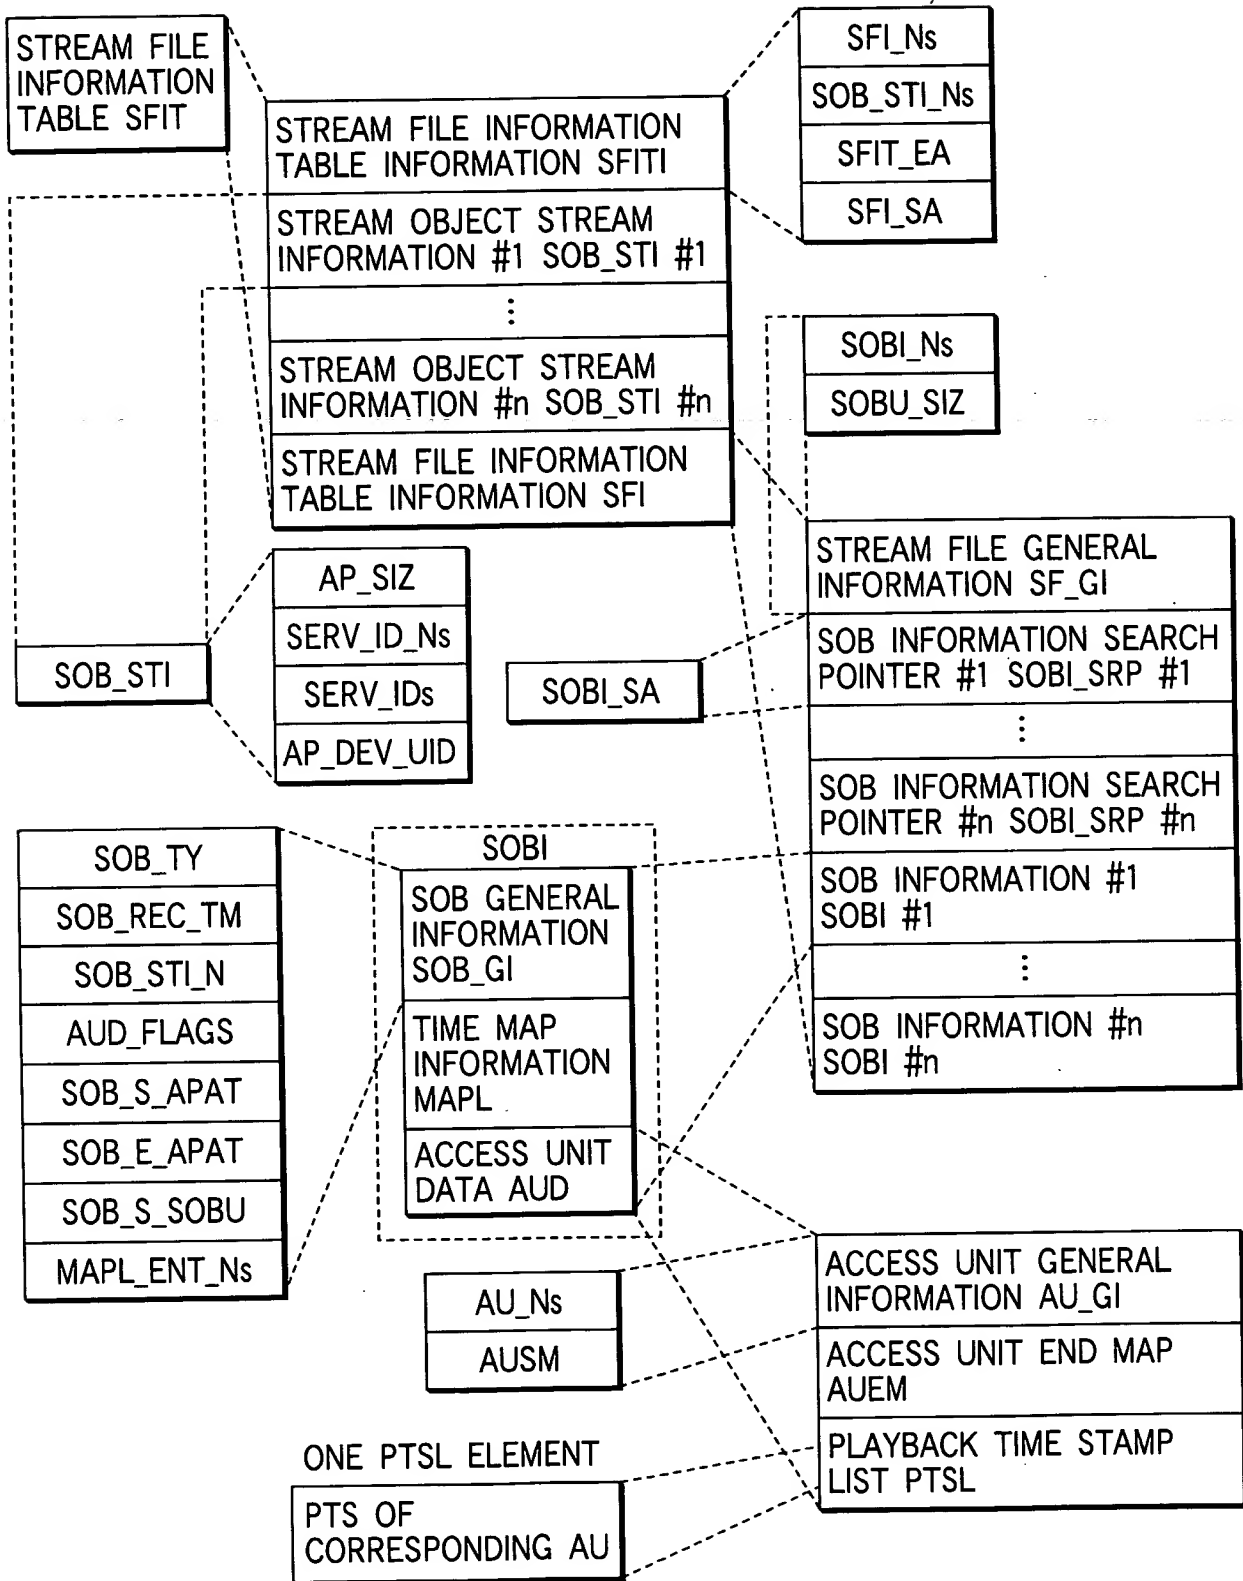 STREAM FILE
INFORMATION
TABLE SFIT
STREAM FILE INFORMATION
TABLE INFORMATION SFITI
STREAM OBJECT STREAM
INFORMATION #1 SOB_STI #1
⋮
STREAM OBJECT STREAM
INFORMATION #n SOB_STI #n
STREAM FILE INFORMATION
TABLE INFORMATION SFI
SFI_Ns
SOB_STI_Ns
SFIT_EA
SFI_SA
SOBI_Ns
SOBU_SIZ
STREAM FILE GENERAL
INFORMATION SF_GI
SOB INFORMATION SEARCH
POINTER #1 SOBI_SRP #1
⋮
SOB INFORMATION SEARCH
POINTER #n SOBI_SRP #n
SOB INFORMATION #1
SOBI #1
⋮
SOB INFORMATION #n
SOBI #n
SOB_STI
AP_SIZ
SERV_ID_Ns
SERV_IDs
AP_DEV_UID
SOBI_SA
SOB_TY
SOB_REC_TM
SOB_STI_N
AUD_FLAGS
SOB_S_APAT
SOB_E_APAT
SOB_S_SOBU
MAPL_ENT_Ns
SOBI
SOB GENERAL
INFORMATION
SOB_GI
TIME MAP
INFORMATION
MAPL
ACCESS UNIT
DATA AUD
AU_Ns
AUSM
ACCESS UNIT GENERAL
INFORMATION AU_GI
ACCESS UNIT END MAP
AUEM
PLAYBACK TIME STAMP
LIST PTSL
ONE PTSL ELEMENT
PTS OF
CORRESPONDING AU